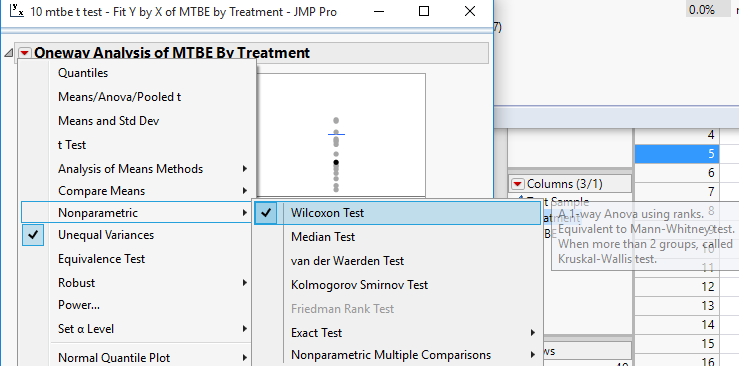 10 mtbe t test - Fit Y by X of MTBE by Treatment - JMP Pro
0.0%
Oneway Analysis of MTBE By Treatment
Quantiles
Means/Anova/Pooled t
Means and Std Dev
t Test
Analysis of Means Methods
Compare Means
Nonparametric
Unequal Variances
Equivalence Test
Robust
Power...
Set α Level
Normal Quantile Plot
Wilcoxon Test
Median Test
van der Waerden Test
Kolmogorov Smirnov Test
Friedman Rank Test
Exact Test
Nonparametric Multiple Comparisons
Columns (3/1)
Sample
A 1-way Anova using ranks.
Equivalent to Mann-Whitney test.
When more than 2 groups, called
Kruskal-Wallis test.
4
5
6
7
8
9
10
11
12
13
14
15
16